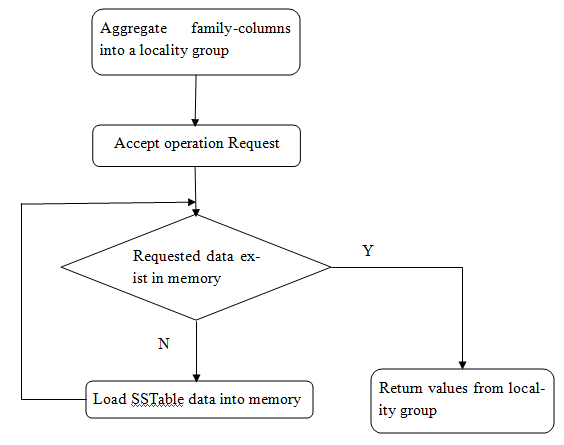 Aggregate family-columns
into a locality group
Accept operation Request
Requested data ex-
ist in memory
Y
N
Load SSTable data into memory
Return values from local-
ity group